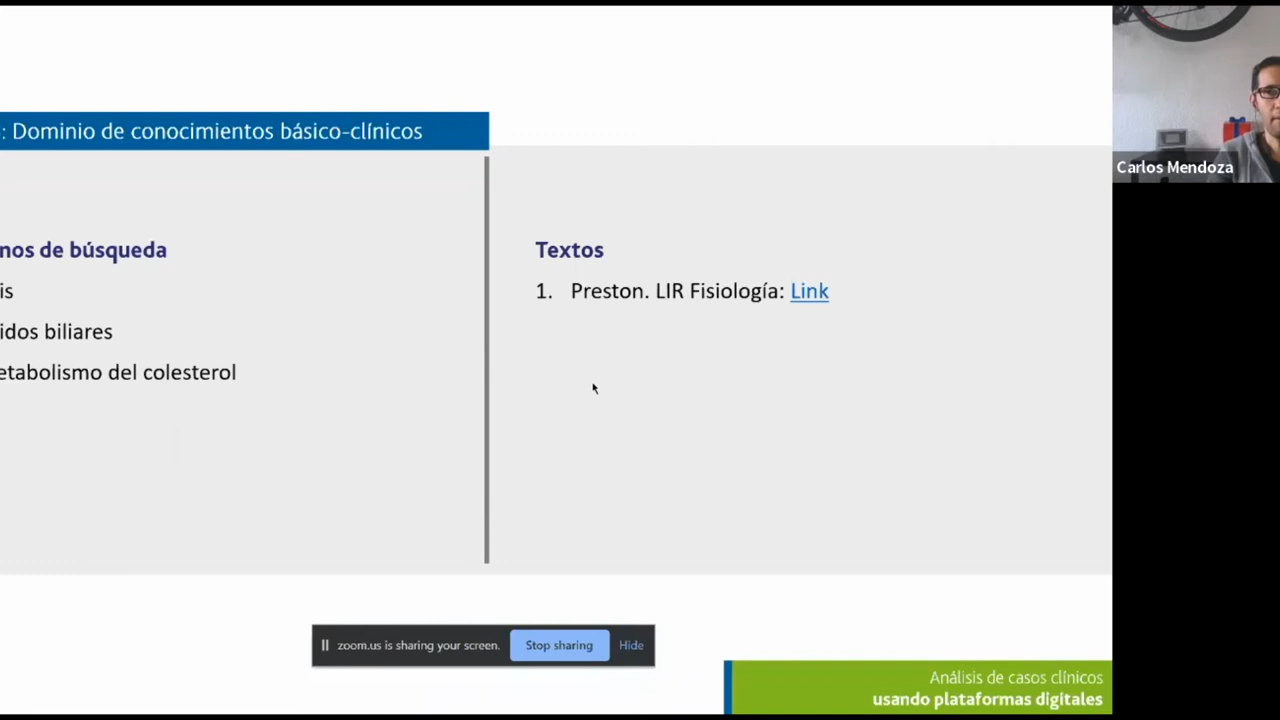 : Dominio de conocimientos básico-clínicos
nos de búsqueda
is
idos biliares
etabolismo del colesterol
Textos
1. Preston. LIR Fisiología: Link
Carlos Mendoza
zoom.us is sharing your screen. Stop sharing Hide
Análisis de casos clínicos
usando plataformas digitales